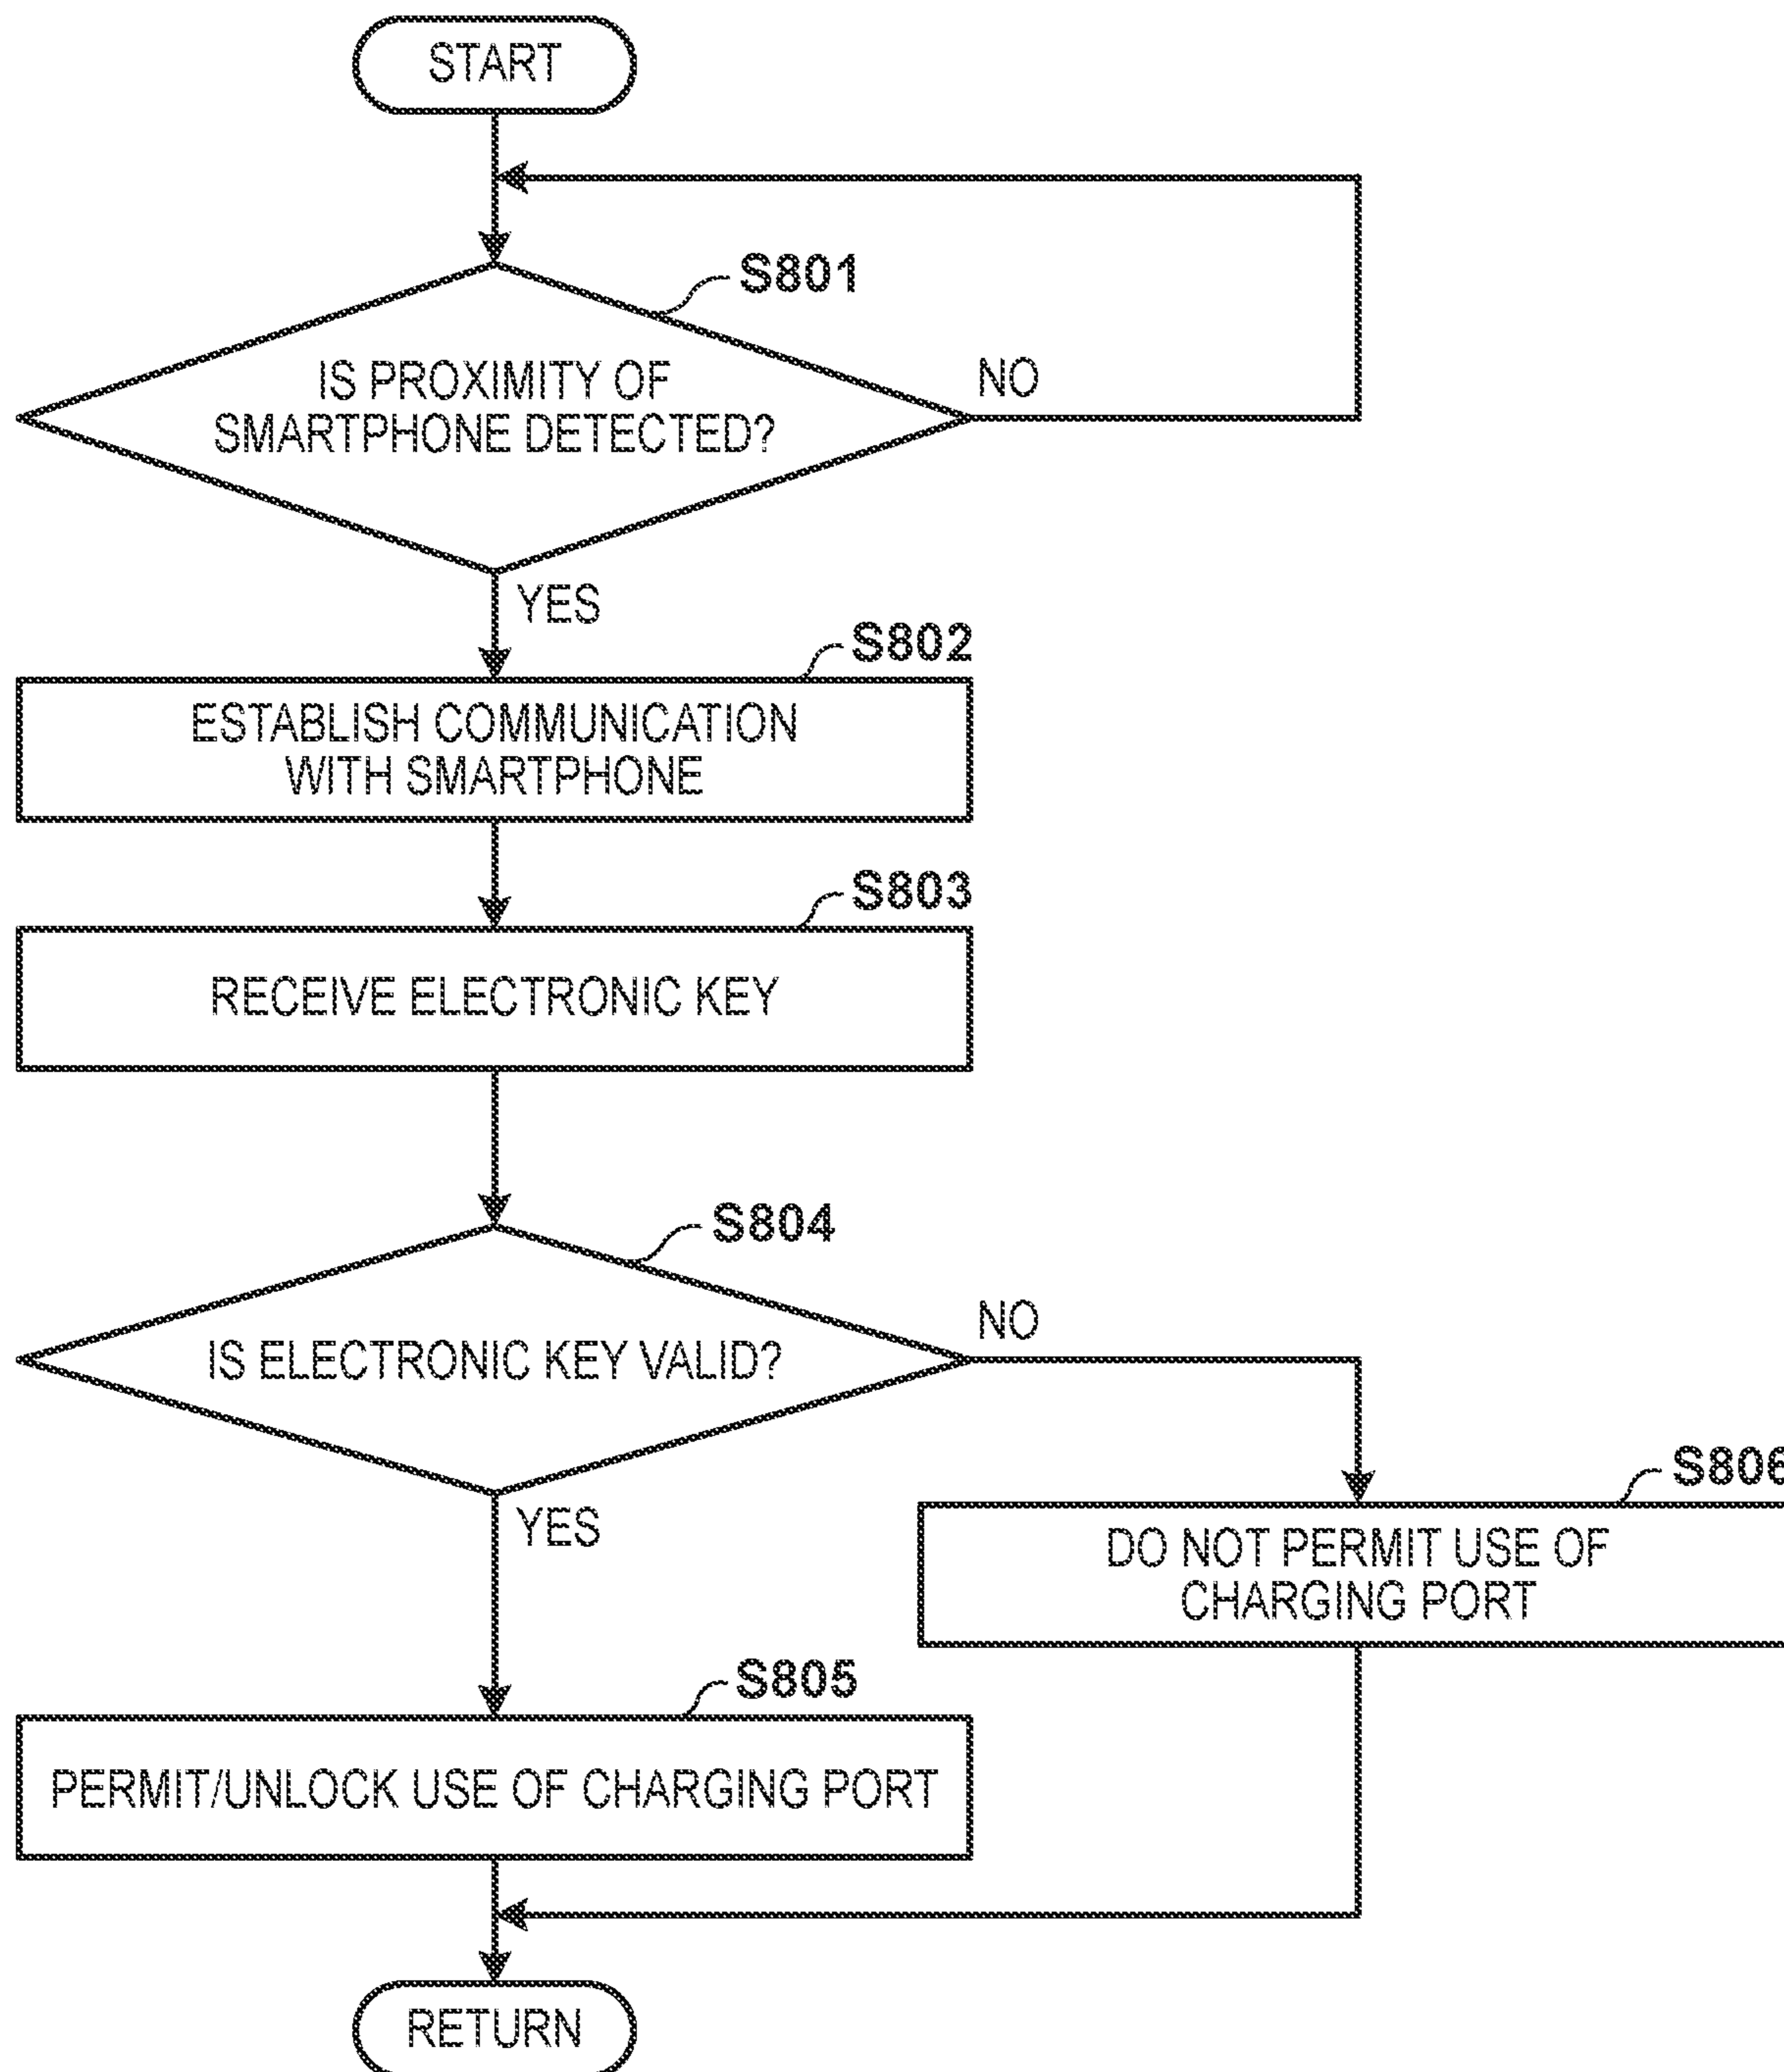 START
S801
IS PROXIMITY OF
SMARTPHONE DETECTED?
NO
YES
S802
ESTABLISH COMMUNICATION
WITH SMARTPHONE
S803
RECEIVE ELECTRONIC KEY
S804
IS ELECTRONIC KEY VALID?
NO
YES
S806
DO NOT PERMIT USE OF
CHARGING PORT
S805
PERMIT/UNLOCK USE OF CHARGING PORT
RETURN